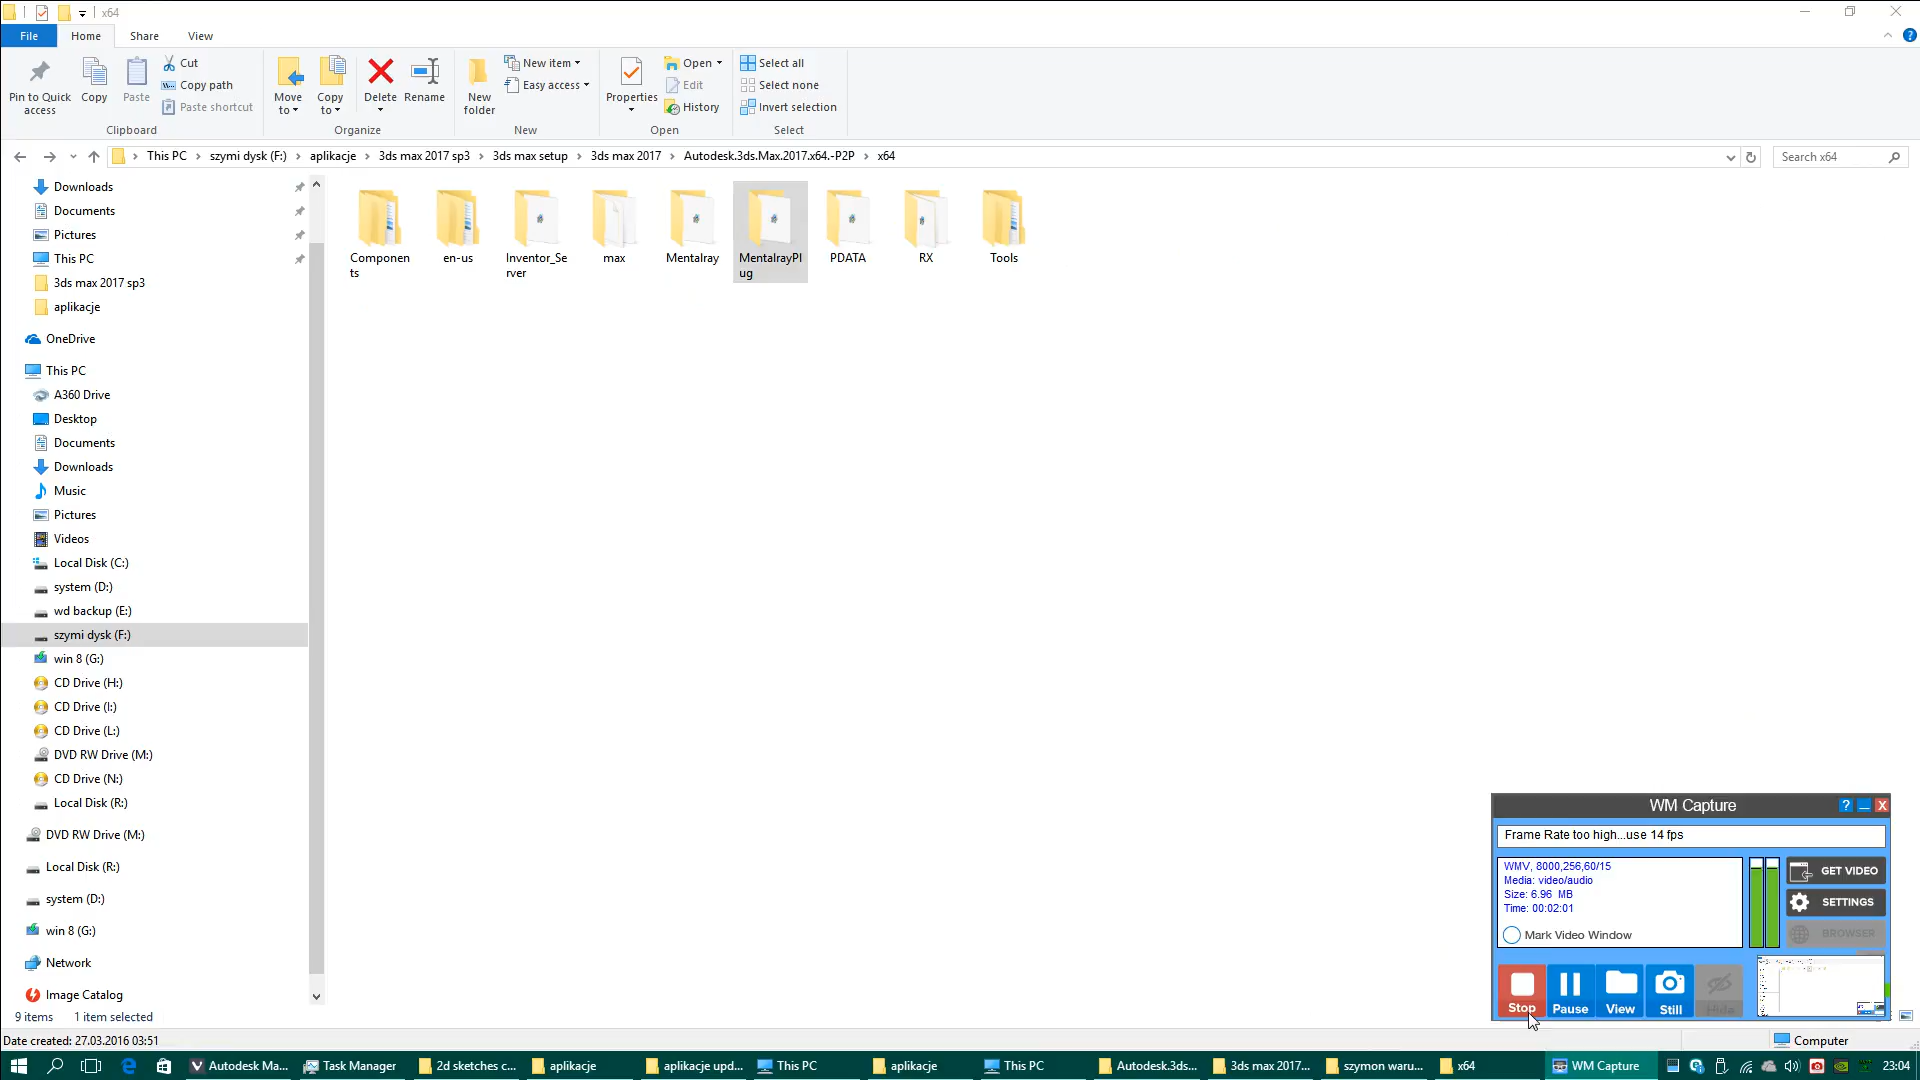 x64
File
Home
Share
View
Pin to Quick access
Copy
Paste
Cut
Copy path
Paste shortcut
Clipboard
Move to
Copy to
Delete
Rename
Organize
New folder
New item
Easy access
New
Properties
Open
Edit
History
Open
Select all
Select none
Invert selection
Select
This PC > szymi dysk (F:) > aplikacje > 3ds max 2017 sp3 > 3ds max setup > 3ds max 2017 > Autodesk.3ds.Max.2017.x64.-P2P > x64
Search x64
Downloads
Documents
Pictures
This PC
3ds max 2017 sp3
aplikacje
OneDrive
This PC
A360 Drive
Desktop
Documents
Downloads
Music
Pictures
Videos
Local Disk (C:)
system (D:)
wd backup (E:)
szymi dysk (F:)
win 8 (G:)
CD Drive (H:)
CD Drive (I:)
CD Drive (L:)
DVD RW Drive (M:)
CD Drive (N:)
Local Disk (R:)
DVD RW Drive (M:)
Local Disk (R:)
system (D:)
win 8 (G:)
Network
Image Catalog
Components
en-us
Inventor_Server
max
Mentalray
MentalrayPlug
PDATA
RX
Tools
WM Capture
? _ X
Frame Rate too high...use 14 fps
WMV, 8000,256,60/15
Media: video/audio
Size: 6.96 MB
Time: 00:02:01
Mark Video Window
GET VIDEO
SETTINGS
BROWSER
Stop
Pause
View
Still
Hide
9 items 1 item selected
Date created: 27.03.2016 03:51
Computer
Autodesk Ma...
Task Manager
2d sketches c...
aplikacje
aplikacje upd...
This PC
aplikacje
This PC
Autodesk.3ds...
3ds max 2017...
szymon waru...
x64
WM Capture
23:04